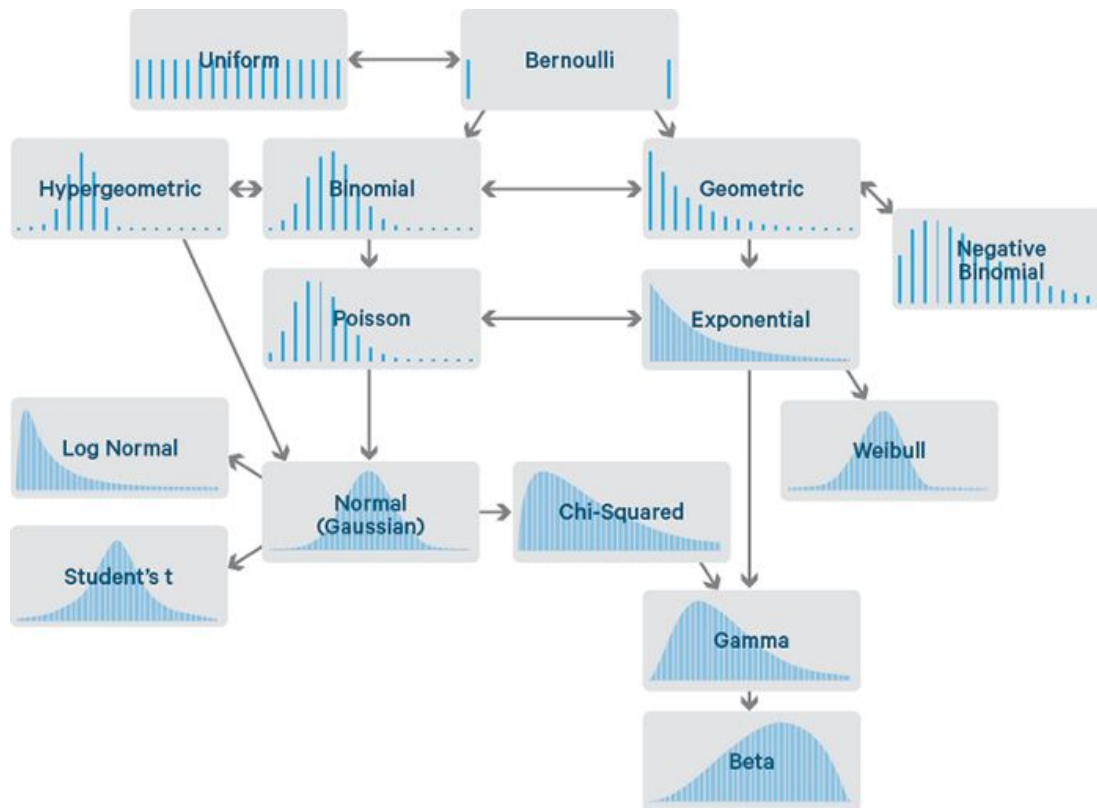 Uniform
Bernoulli
Hypergeometric
Binomial
Geometric
Negative
Binomial
Poisson
Exponential
Log Normal
Weibull
Normal
(Gaussian)
Chi-Squared
Student's t
Gamma
Beta